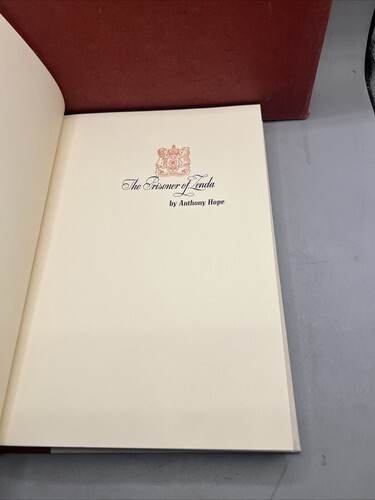 The Prisoner of Zenda
by Anthony Hope